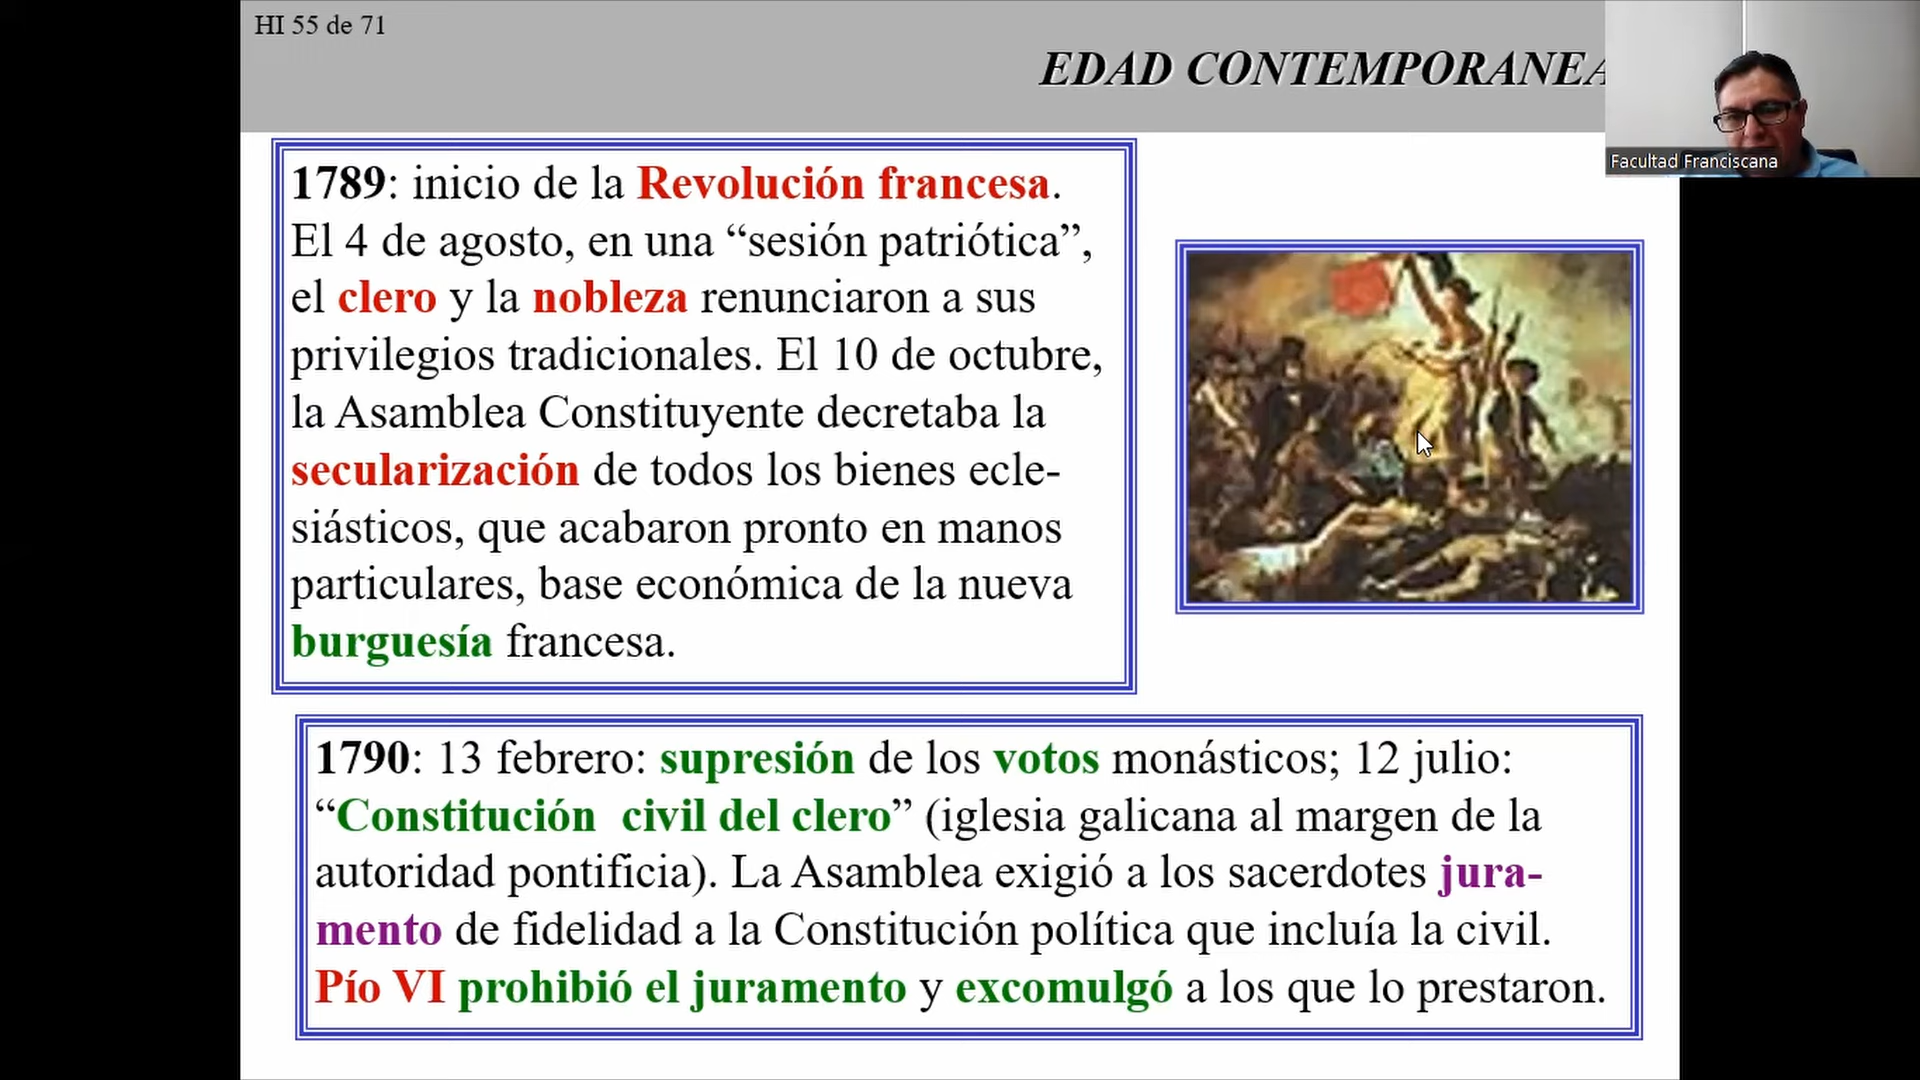 HI 55 de 71
EDAD CONTEMPORANEA
Facultad Franciscana
1789: inicio de la Revolución francesa.
El 4 de agosto, en una “sesión patriótica”,
el clero y la nobleza renunciaron a sus
privilegios tradicionales. El 10 de octubre,
la Asamblea Constituyente decretaba la
secularización de todos los bienes ecle-
siásticos, que acabaron pronto en manos
particulares, base económica de la nueva
burguesía francesa.
1790: 13 febrero: supresión de los votos monásticos; 12 julio:
“Constitución  civil del clero” (iglesia galicana al margen de la
autoridad pontificia). La Asamblea exigió a los sacerdotes jura-
mento de fidelidad a la Constitución política que incluía la civil.
Pío VI prohibió el juramento y excomulgó a los que lo prestaron.